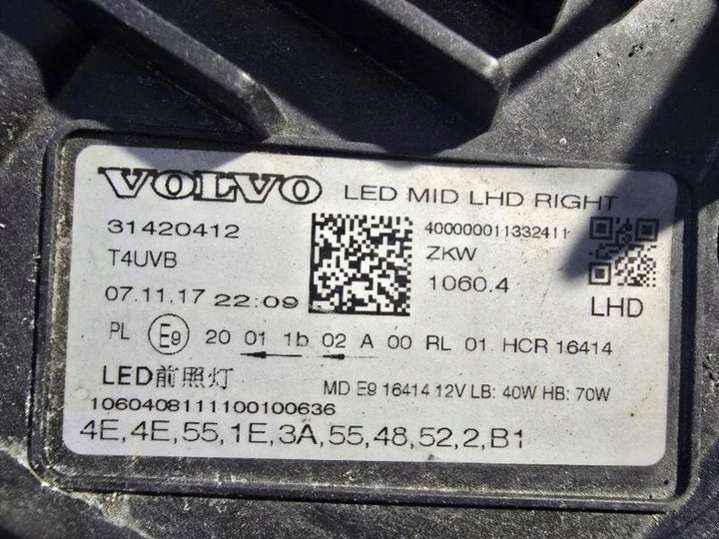 VOLVO LED MID LHD RIGHT
31420412
T4UVB
07.11.17 22:09
400000011332411
ZKW
1060.4
LHD
PL E9 20 01 1b 02 A 00 RL 01 HCR 16414
LED前照灯
MD E9 16414 12V LB: 40W HB: 70W
1060408111100100636
4E,4E,55,1E,3A,55,48,52,2,B1